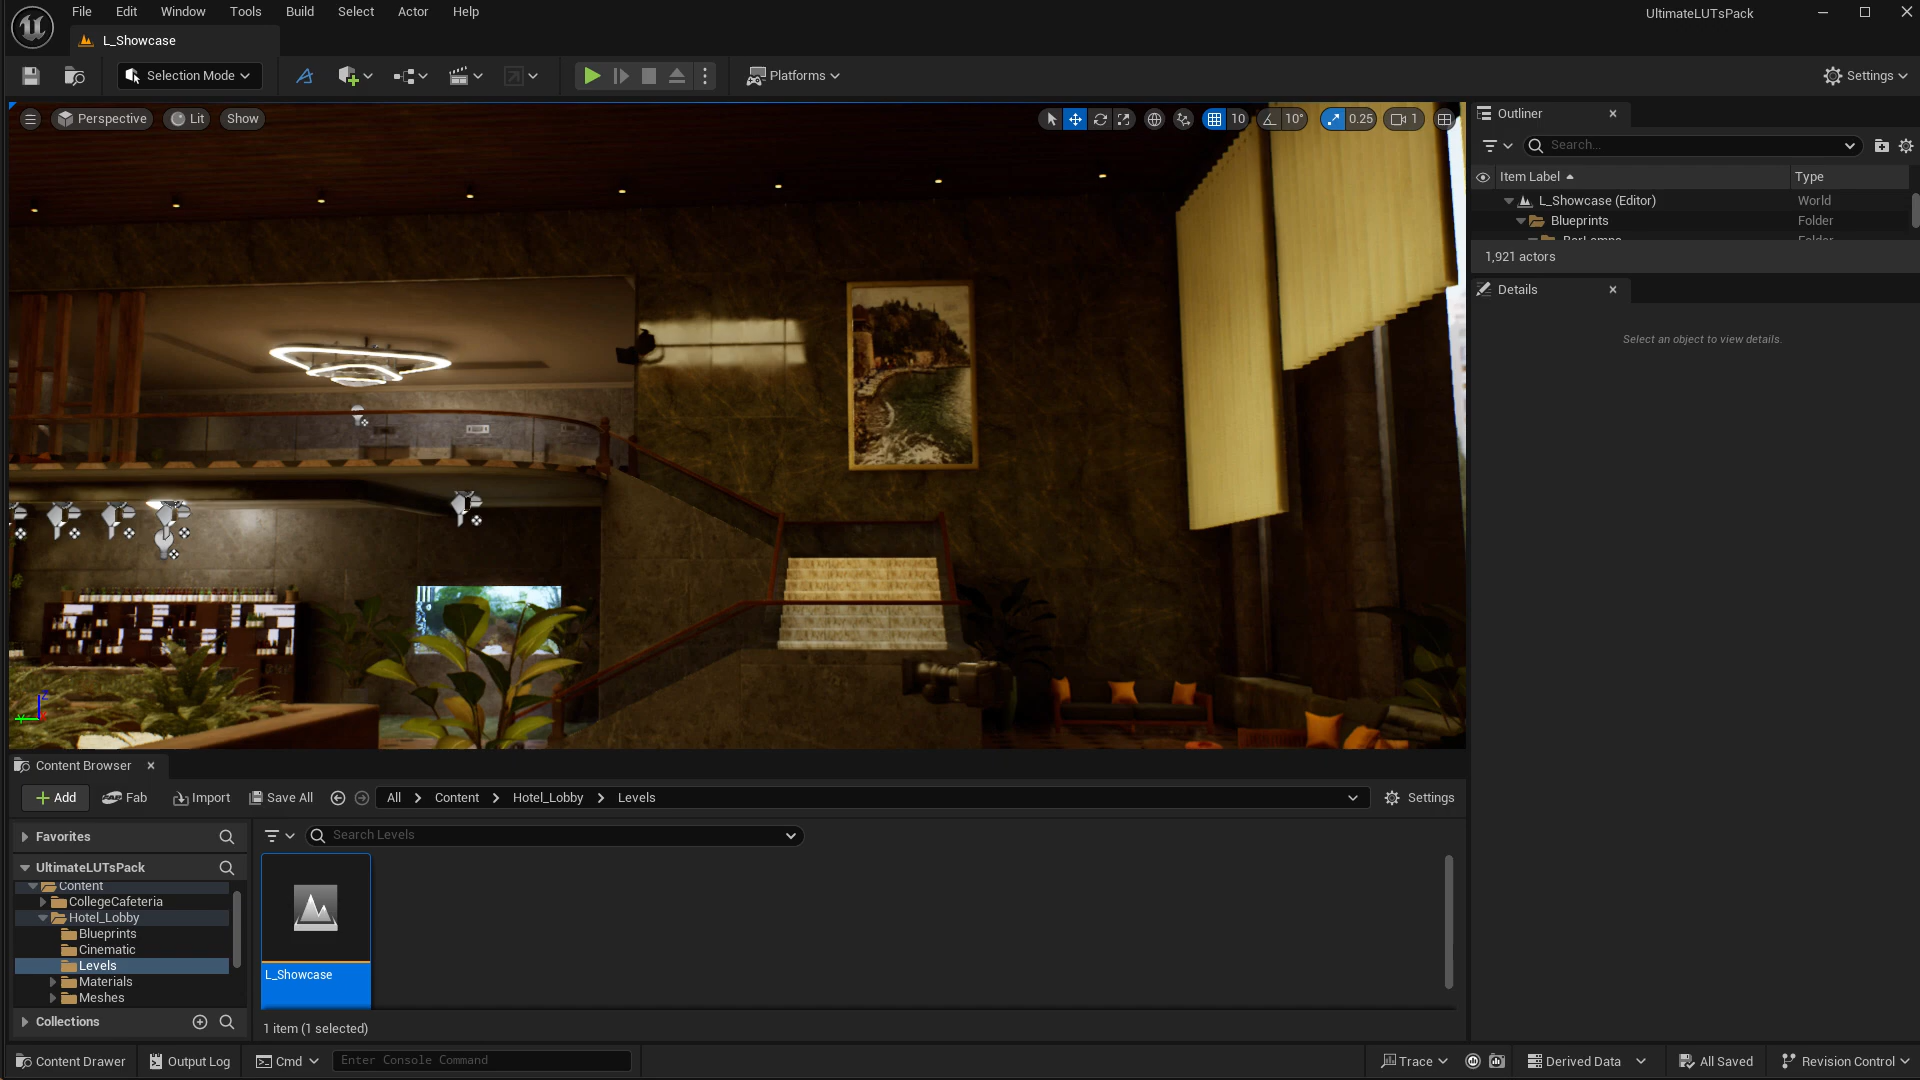 File Edit Window Tools Build Select Actor Help
UltimateLUTsPack
L_Showcase
Selection Mode
Platforms
Settings
Perspective
Lit
Show
10
10°
0.25
1
Outliner
Search...
Item Label
Type
L_Showcase (Editor)
World
Blueprints
Folder
1,921 actors
Details
Select an object to view details.
Content Browser
Add
Fab
Import
Save All
All
Content
Hotel_Lobby
Levels
Settings
Favorites
Search Levels
UltimateLUTsPack
Content
CollegeCafeteria
Hotel_Lobby
Blueprints
Cinematic
Levels
Materials
Meshes
L_Showcase
Collections
1 item (1 selected)
Content Drawer
Output Log
Cmd
Enter Console Command
Trace
Derived Data
All Saved
Revision Control